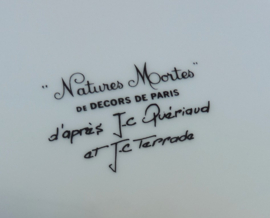 "Natures Mortes"
DE DECORS DE PARIS
d'après J.C Quériaud
et J.C Terrade